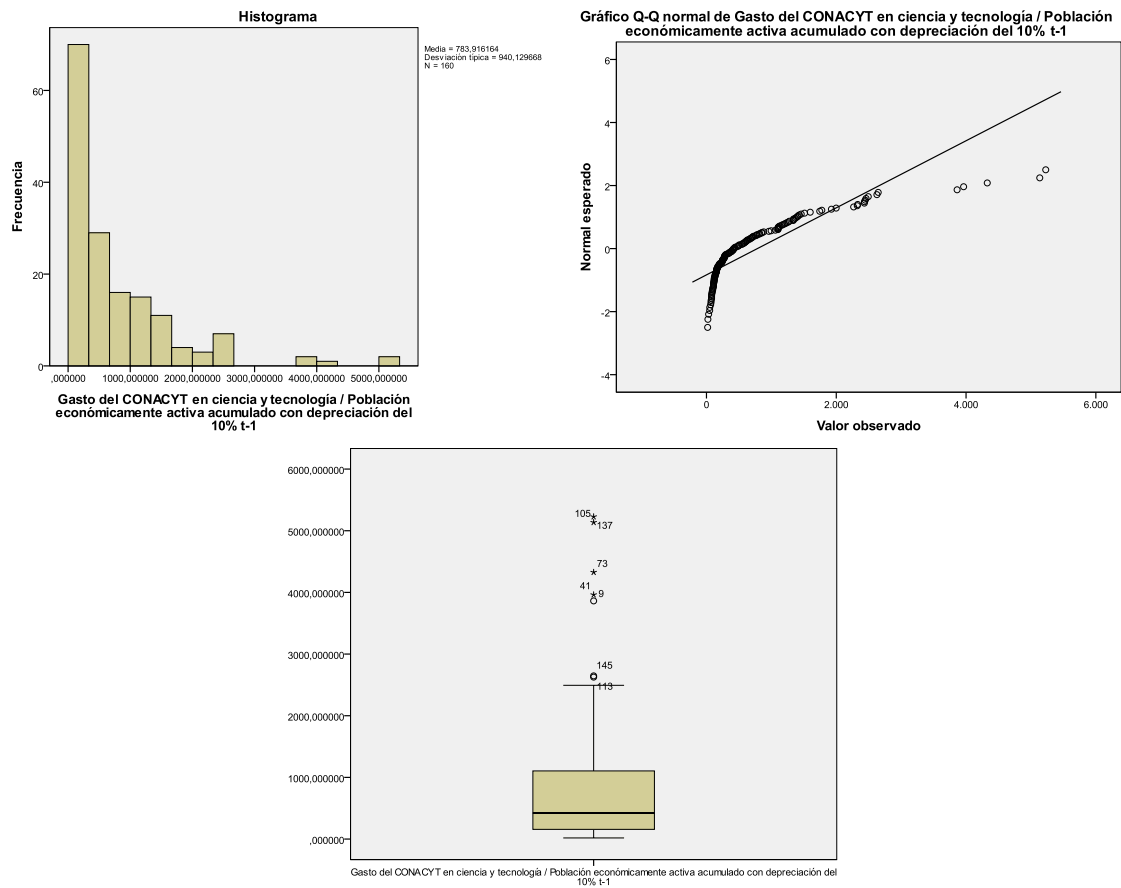 Histograma
Media = 783,916164
Desviación típica = 940,129668
N = 160
Frecuencia
60
40
20
0
,000000 1000,000000 2000,000000 3000,000000 4000,000000 5000,000000
Gasto del CONACYT en ciencia y tecnología / Población
económicamente activa acumulado con depreciación del
10% t-1
Gráfico Q-Q normal de Gasto del CONACYT en ciencia y tecnología / Población
económicamente activa acumulado con depreciación del 10% t-1
Normal esperado
6
4
2
0
-2
-4
0 2.000 4.000 6.000
Valor observado
6000,000000
5000,000000
4000,000000
3000,000000
2000,000000
1000,000000
,000000
105
137
73
41
9
145
113
Gasto del CONACYT en ciencia y tecnología / Población económicamente activa acumulado con depreciación del
10% t-1